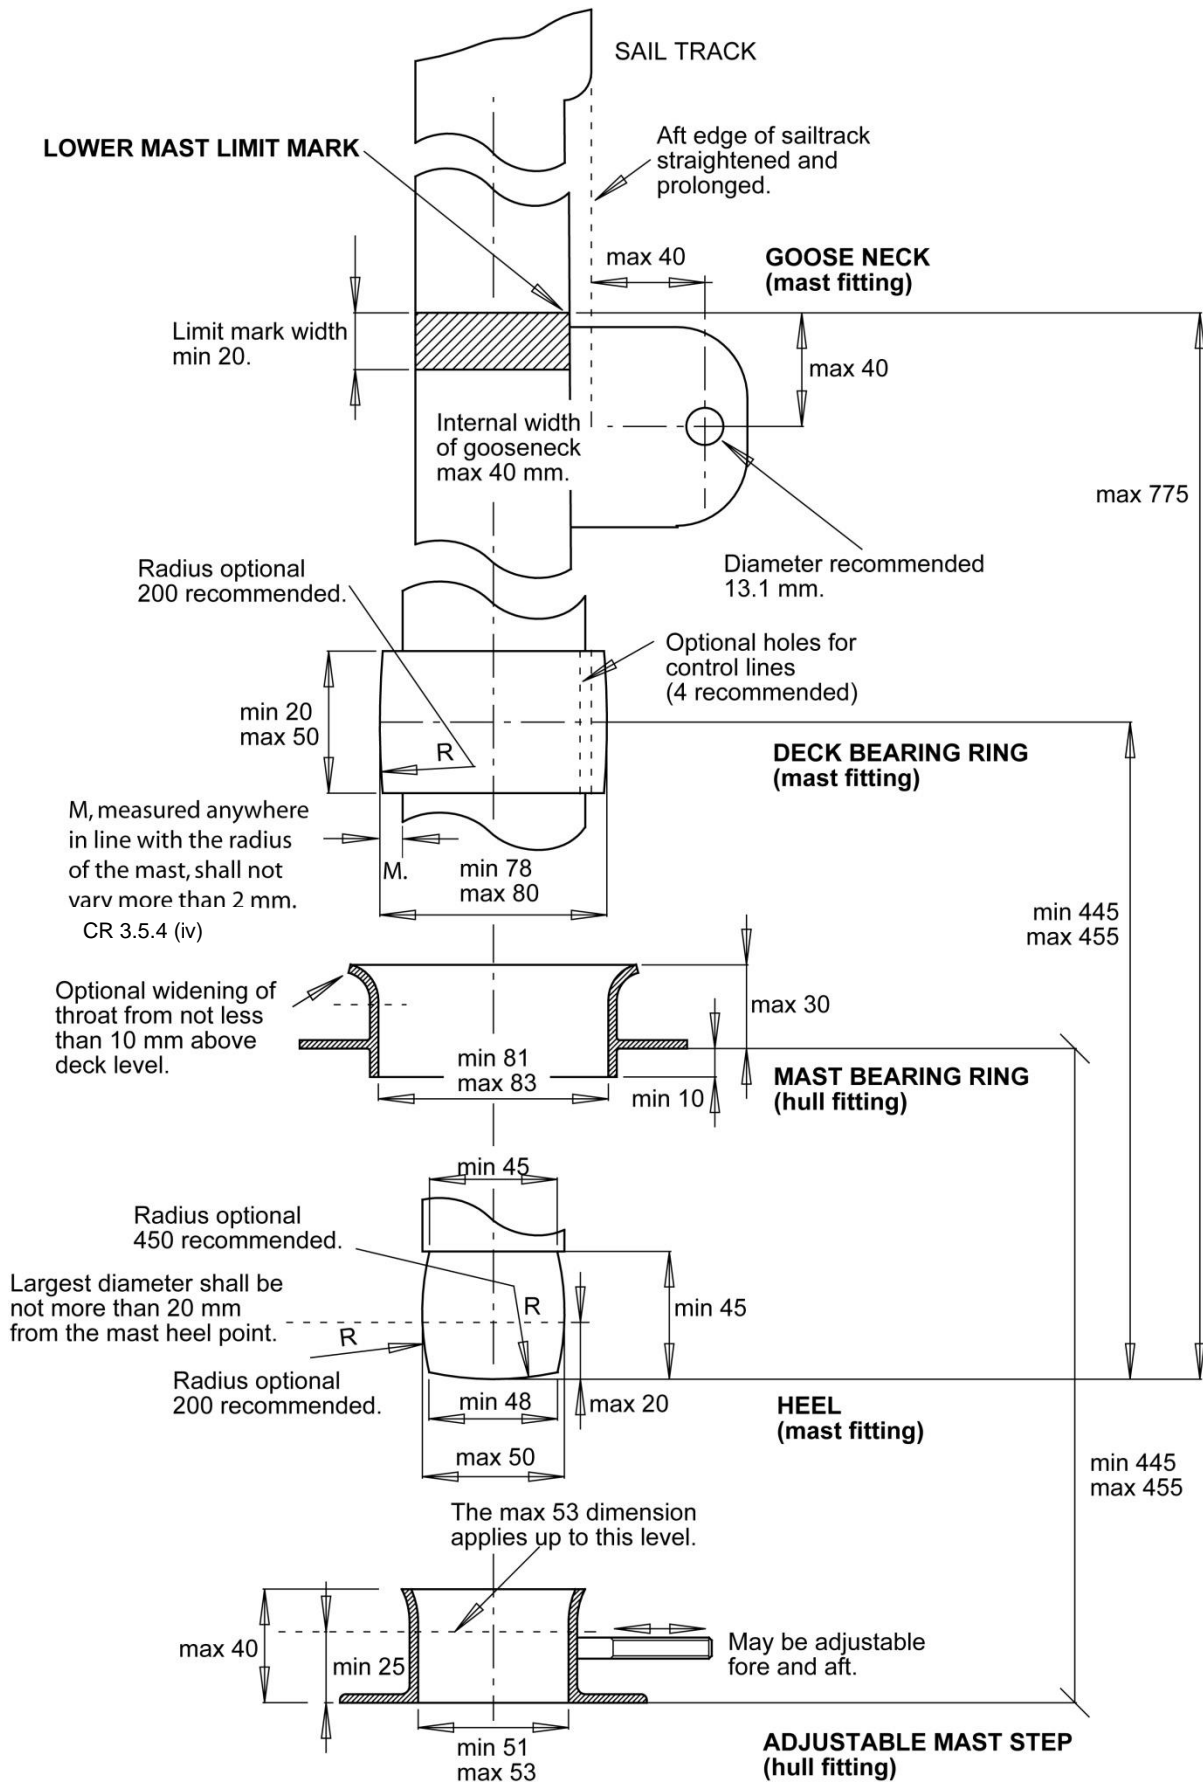 SAIL TRACK
LOWER MAST LIMIT MARK
Aft edge of sailtrack
straightened and
prolonged.
max 40
GOOSE NECK
(mast fitting)
Limit mark width
min 20.
max 40
Internal width
of gooseneck
max 40 mm.
max 775
Radius optional
200 recommended.
Diameter recommended
13.1 mm.
Optional holes for
control lines
(4 recommended)
min 20
max 50
R
DECK BEARING RING
(mast fitting)
M, measured anywhere
in line with the radius
of the mast, shall not
vary more than 2 mm.
CR 3.5.4 (iv)
M.
min 78
max 80
min 445
max 455
Optional widening of
throat from not less
than 10 mm above
deck level.
max 30
min 81
max 83
min 10
MAST BEARING RING
(hull fitting)
min 45
Radius optional
450 recommended.
Largest diameter shall be
not more than 20 mm
from the mast heel point.
R
R
min 45
Radius optional
200 recommended.
min 48
max 20
HEEL
(mast fitting)
max 50
min 445
max 455
The max 53 dimension
applies up to this level.
max 40
min 25
May be adjustable
fore and aft.
min 51
max 53
ADJUSTABLE MAST STEP
(hull fitting)